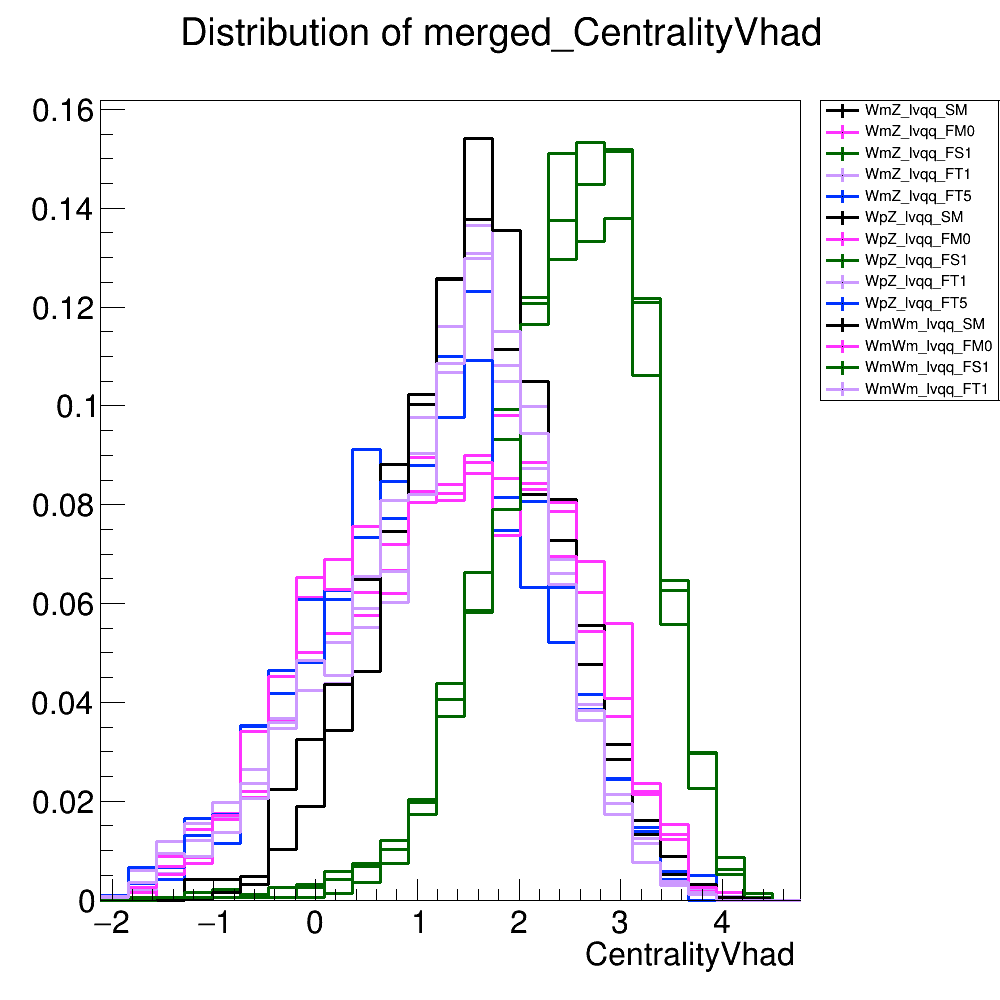 Distribution of merged_CentralityVhad
0.16
0.14
0.12
0.1
0.08
0.06
0.04
0.02
0
−2
−1
0
1
2
3
4
CentralityVhad
WmZ_lvqq_SM
WmZ_lvqq_FM0
WmZ_lvqq_FS1
WmZ_lvqq_FT1
WmZ_lvqq_FT5
WpZ_lvqq_SM
WpZ_lvqq_FM0
WpZ_lvqq_FS1
WpZ_lvqq_FT1
WpZ_lvqq_FT5
WmWm_lvqq_SM
WmWm_lvqq_FM0
WmWm_lvqq_FS1
WmWm_lvqq_FT1